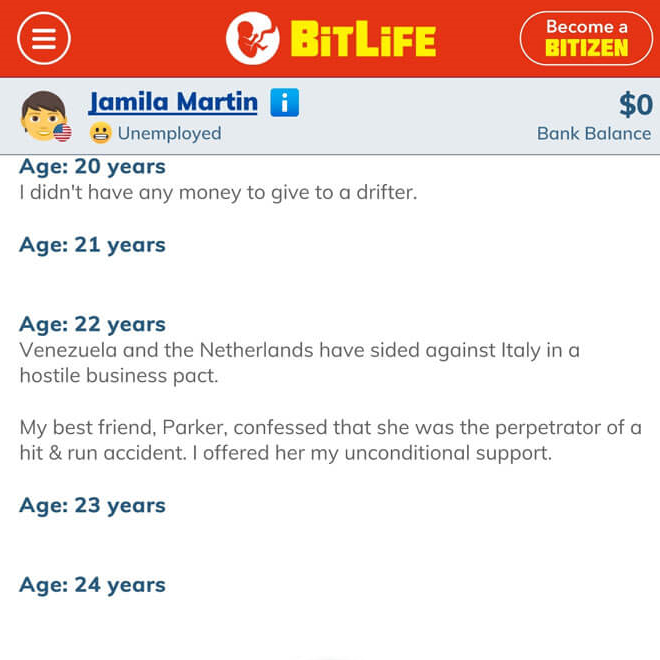 BITLIFE
Become a
BITIZEN
Jamila Martin i
$0
Unemployed
Bank Balance
Age: 20 years
I didn't have any money to give to a drifter.
Age: 21 years
Age: 22 years
Venezuela and the Netherlands have sided against Italy in a
hostile business pact.
My best friend, Parker, confessed that she was the perpetrator of a
hit & run accident. I offered her my unconditional support.
Age: 23 years
Age: 24 years